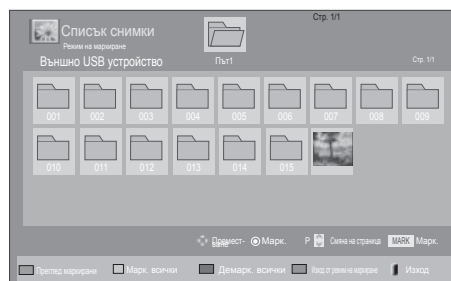 Стр. 1/1
Списък снимки
Режим на маркиране
Външно USB устройство
Път1
Стр. 1/1
001 002 003 004 005 006 007 008 009
010 011 012 013 014 015
Марк. P Смяна на страница MARK Марк.
Преглед маркирани Марк. всички Демарк. всички Изход от режим на маркиране Изход